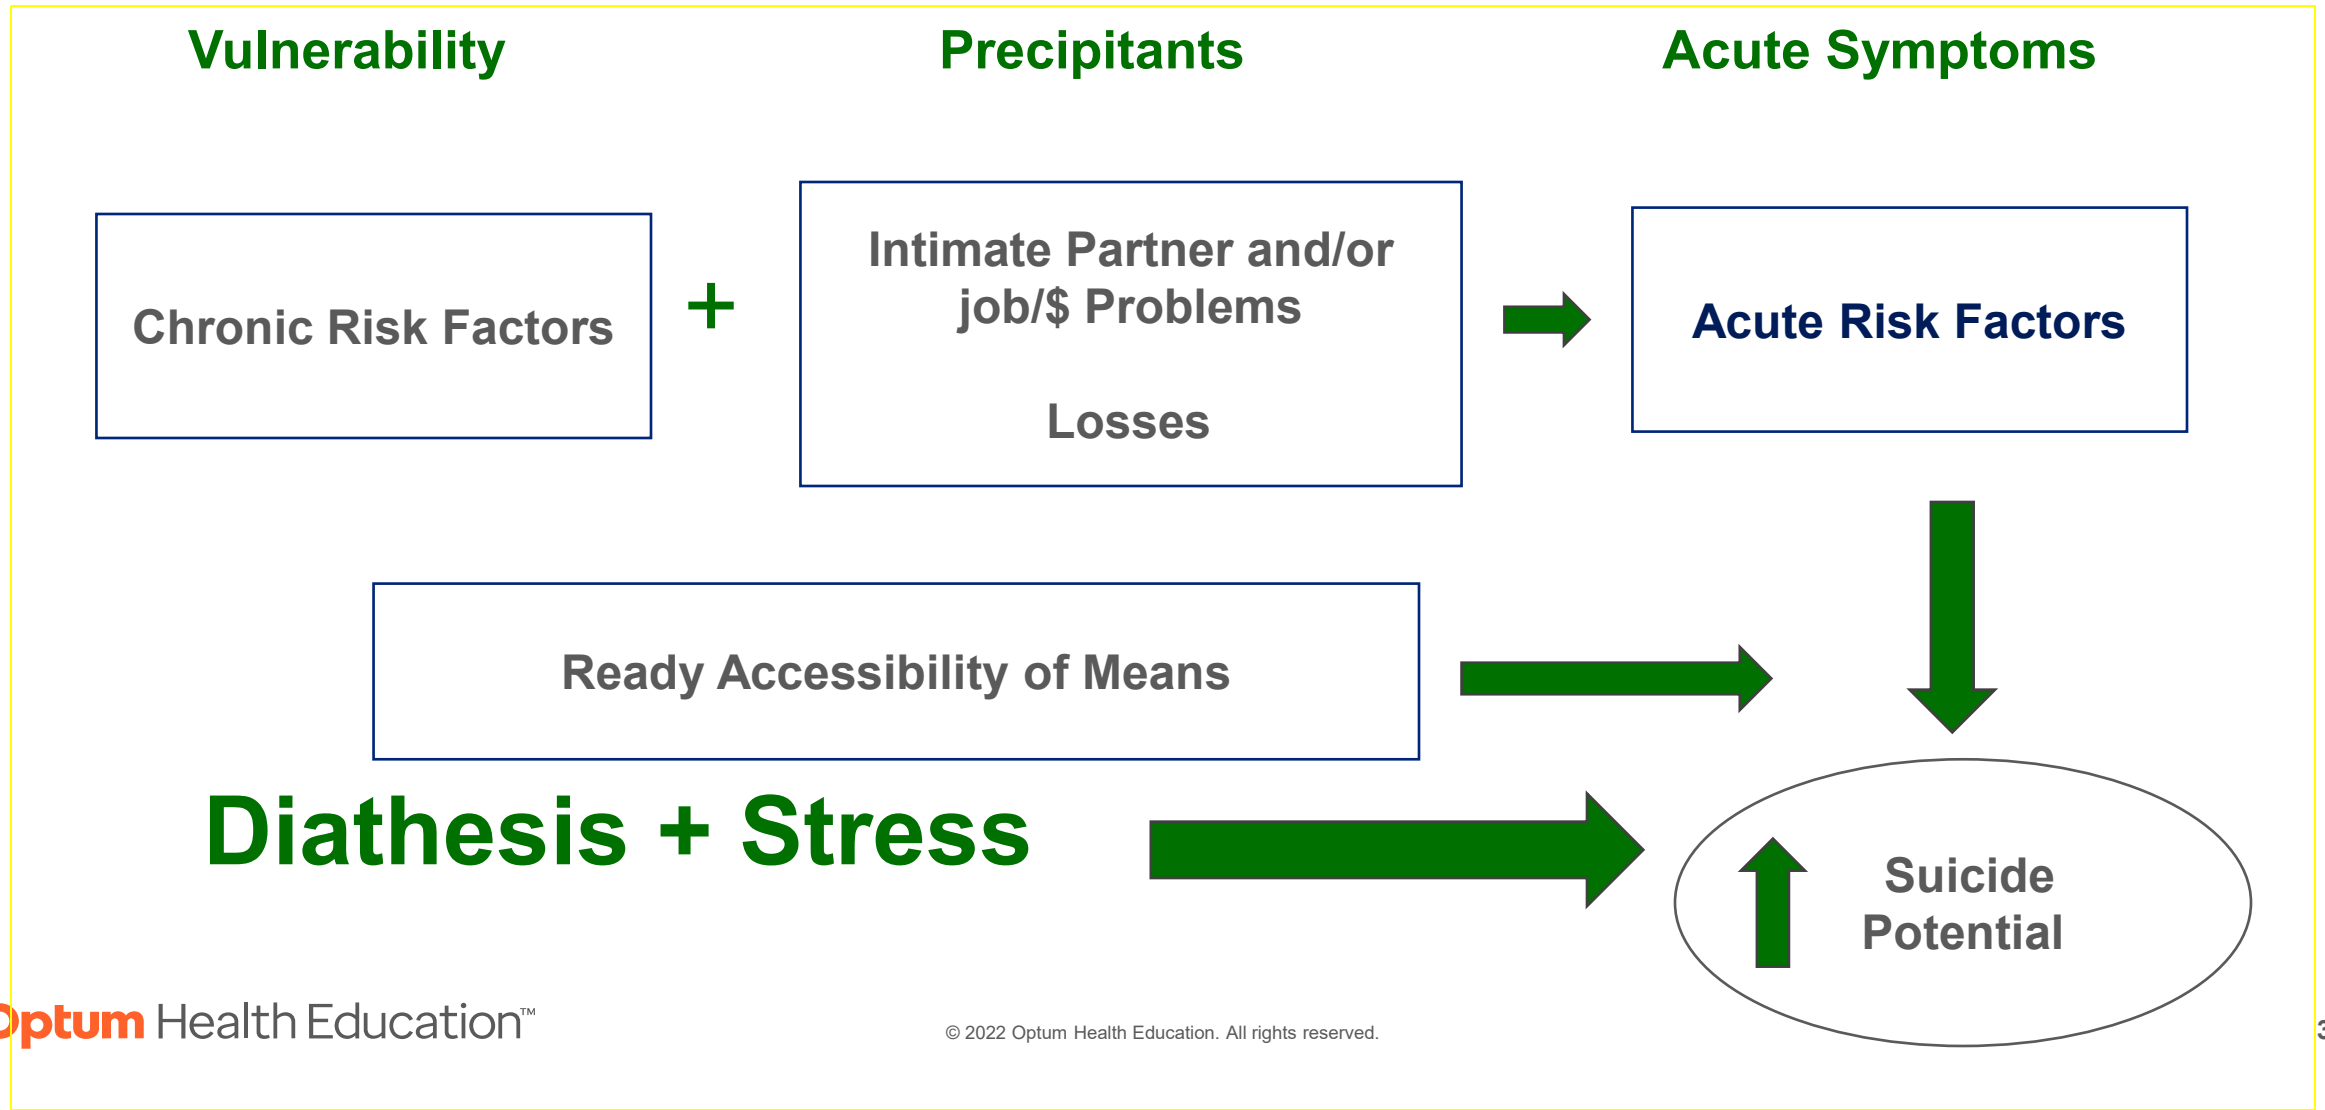 Vulnerability
Precipitants
Acute Symptoms
Chronic Risk Factors
+
Intimate Partner and/or
job/$ Problems
Losses
Acute Risk Factors
Ready Accessibility of Means
Diathesis + Stress
Suicide
Potential
Optum Health Education™
© 2022 Optum Health Education. All rights reserved.